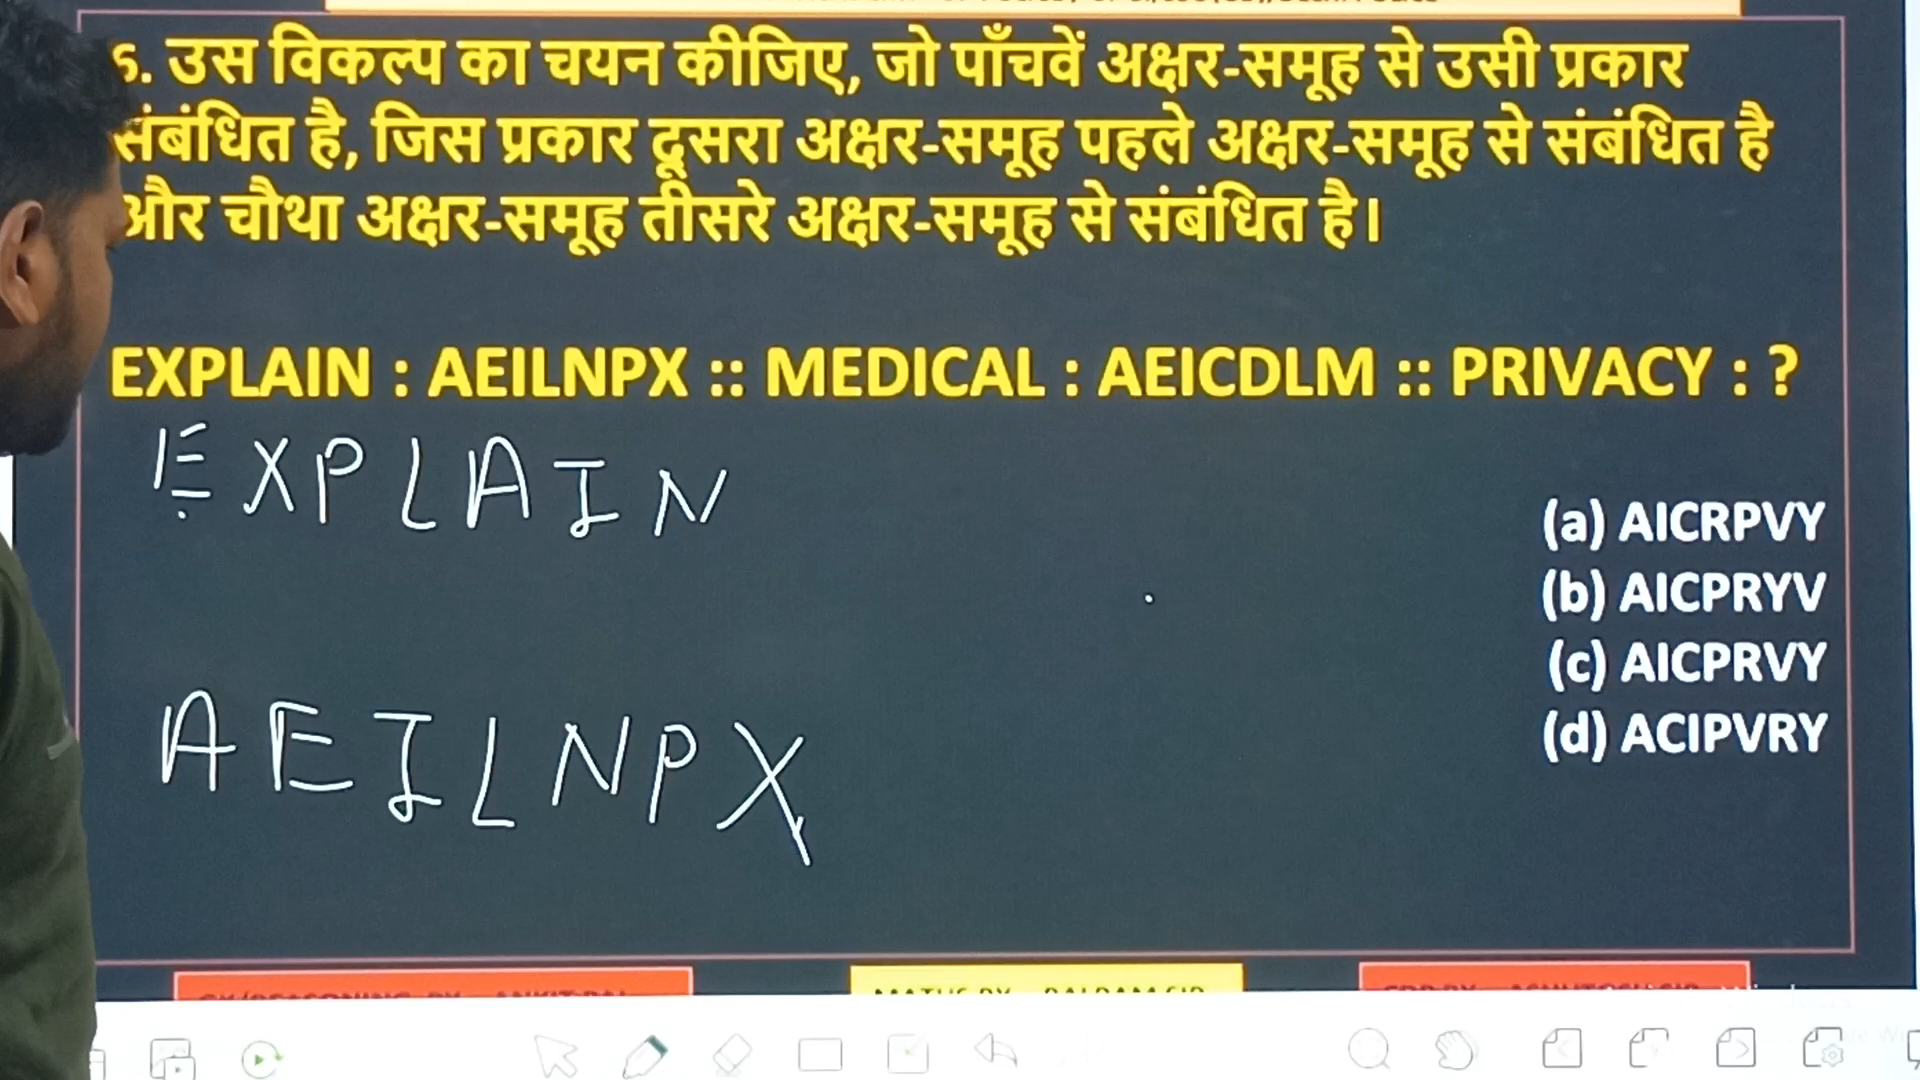 6. उस विकल्प का चयन कीजिए, जो पाँचवें अक्षर-समूह से उसी प्रकार
संबंधित है, जिस प्रकार दूसरा अक्षर-समूह पहले अक्षर-समूह से संबंधित है
और चौथा अक्षर-समूह तीसरे अक्षर-समूह से संबंधित है।
EXPLAIN : AEILNPX :: MEDICAL : AEICDLM :: PRIVACY : ?
EXPLAIN
(a) AICRPVY
(b) AICPRYV
(c) AICPRVY
(d) ACIPVRY
AEILNPX